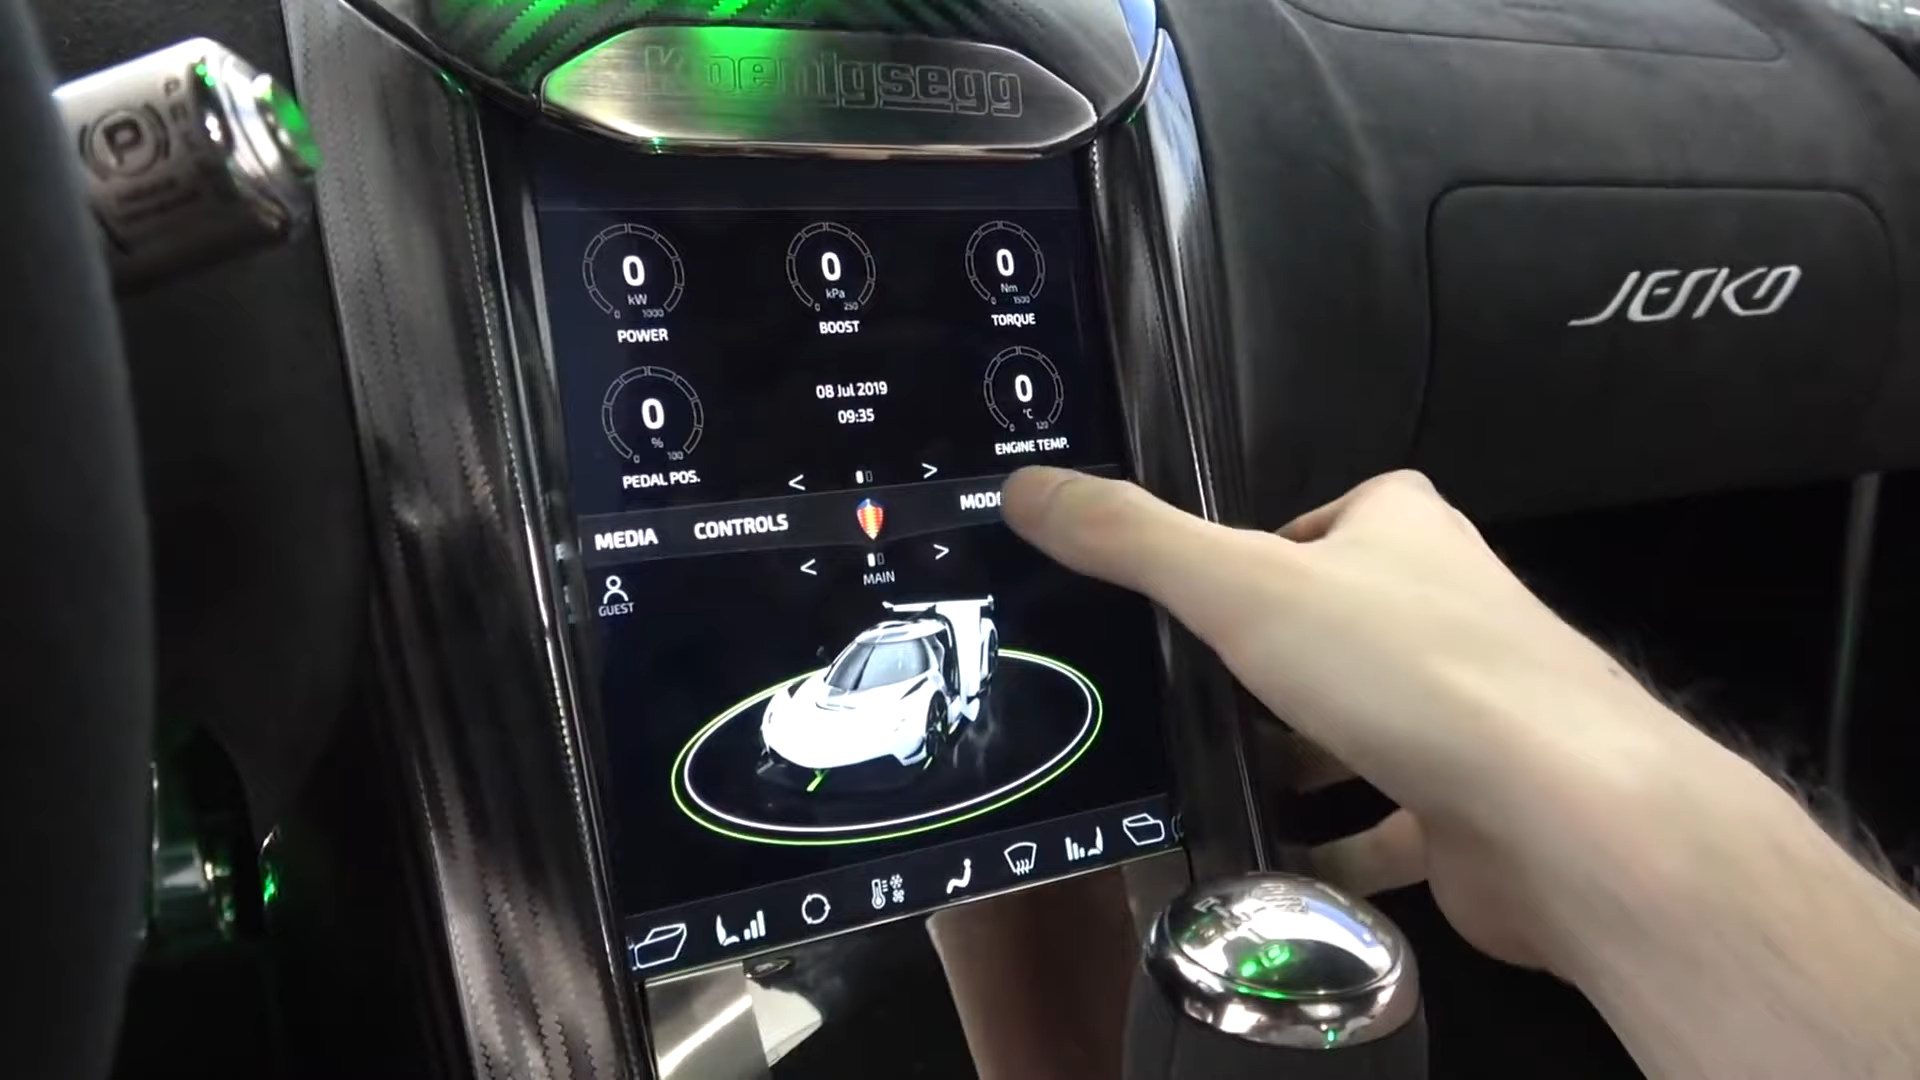 Koenigsegg
P
JESKO
0
kW
0 1000
POWER
0
kPa
0 250
BOOST
0
Nm
0 1500
TORQUE
0
%
0 100
PEDAL POS.
08 Jul 2019
09:35
0
°C
0 120
ENGINE TEMP.
< >
MEDIA CONTROLS MODE
< >
MAIN
GUEST